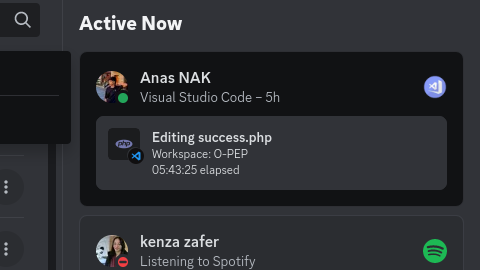 Active Now
Anas NAK
Visual Studio Code – 5h
php
Editing success.php
Workspace: O-PEP
05:43:25 elapsed
kenza zafer
Listening to Spotify